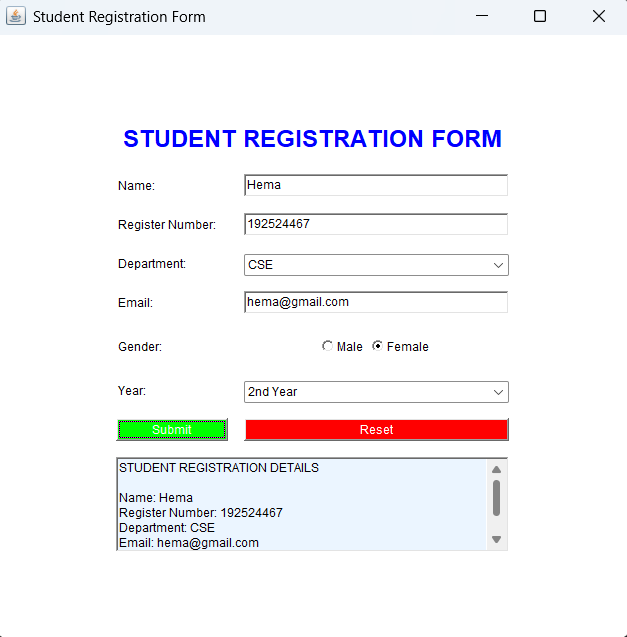 Student Registration Form
STUDENT REGISTRATION FORM
Name: Hema
Register Number: 192524467
Department: CSE
Email: hema@gmail.com
Gender: Male Female
Year: 2nd Year
Submit Reset
STUDENT REGISTRATION DETAILS
Name: Hema
Register Number: 192524467
Department: CSE
Email: hema@gmail.com